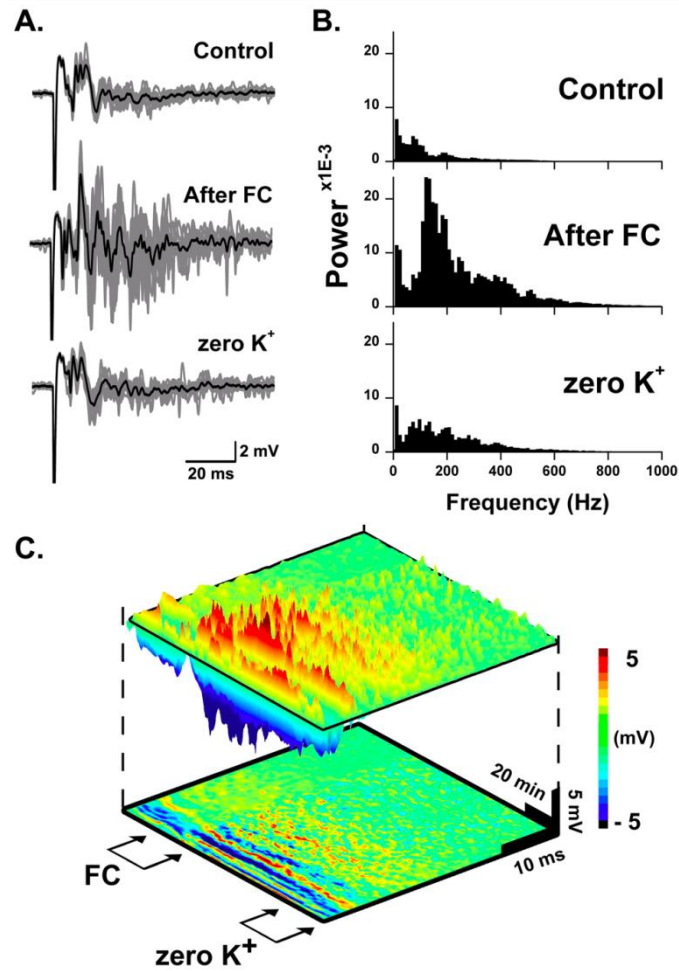 A.
Control
After FC
zero K⁺
2 mV
20 ms
B.
Power x1E-3
20
10
0
Control
20
10
0
After FC
20
10
0
zero K⁺
0 200 400 600 800 1000
Frequency (Hz)
C.
5
(mV)
- 5
20 min
5 mV
10 ms
FC
zero K⁺